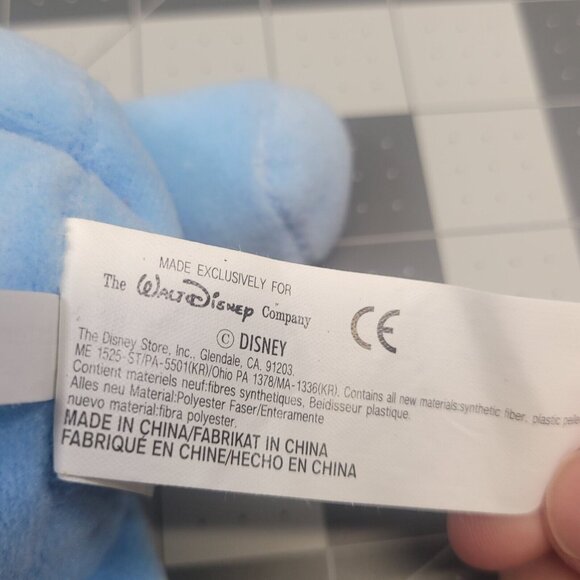 MADE EXCLUSIVELY FOR
The WALT DISNEY Company
CE
© DISNEY
The Disney Store, Inc., Glendale, CA. 91203.
ME 1525-ST/PA-5501(KR)/Ohio PA 1378/MA-1336(KR). Contains all new materials:synthetic fiber, plastic
Contient materiels neuf:fibres synthetiques, Beidisseur plastique.
Alles neu Material:Polyester Faser/Enteramente
nuevo material:fibra polyester.
MADE IN CHINA/FABRIKAT IN CHINA
FABRIQUÉ EN CHINE/HECHO EN CHINA